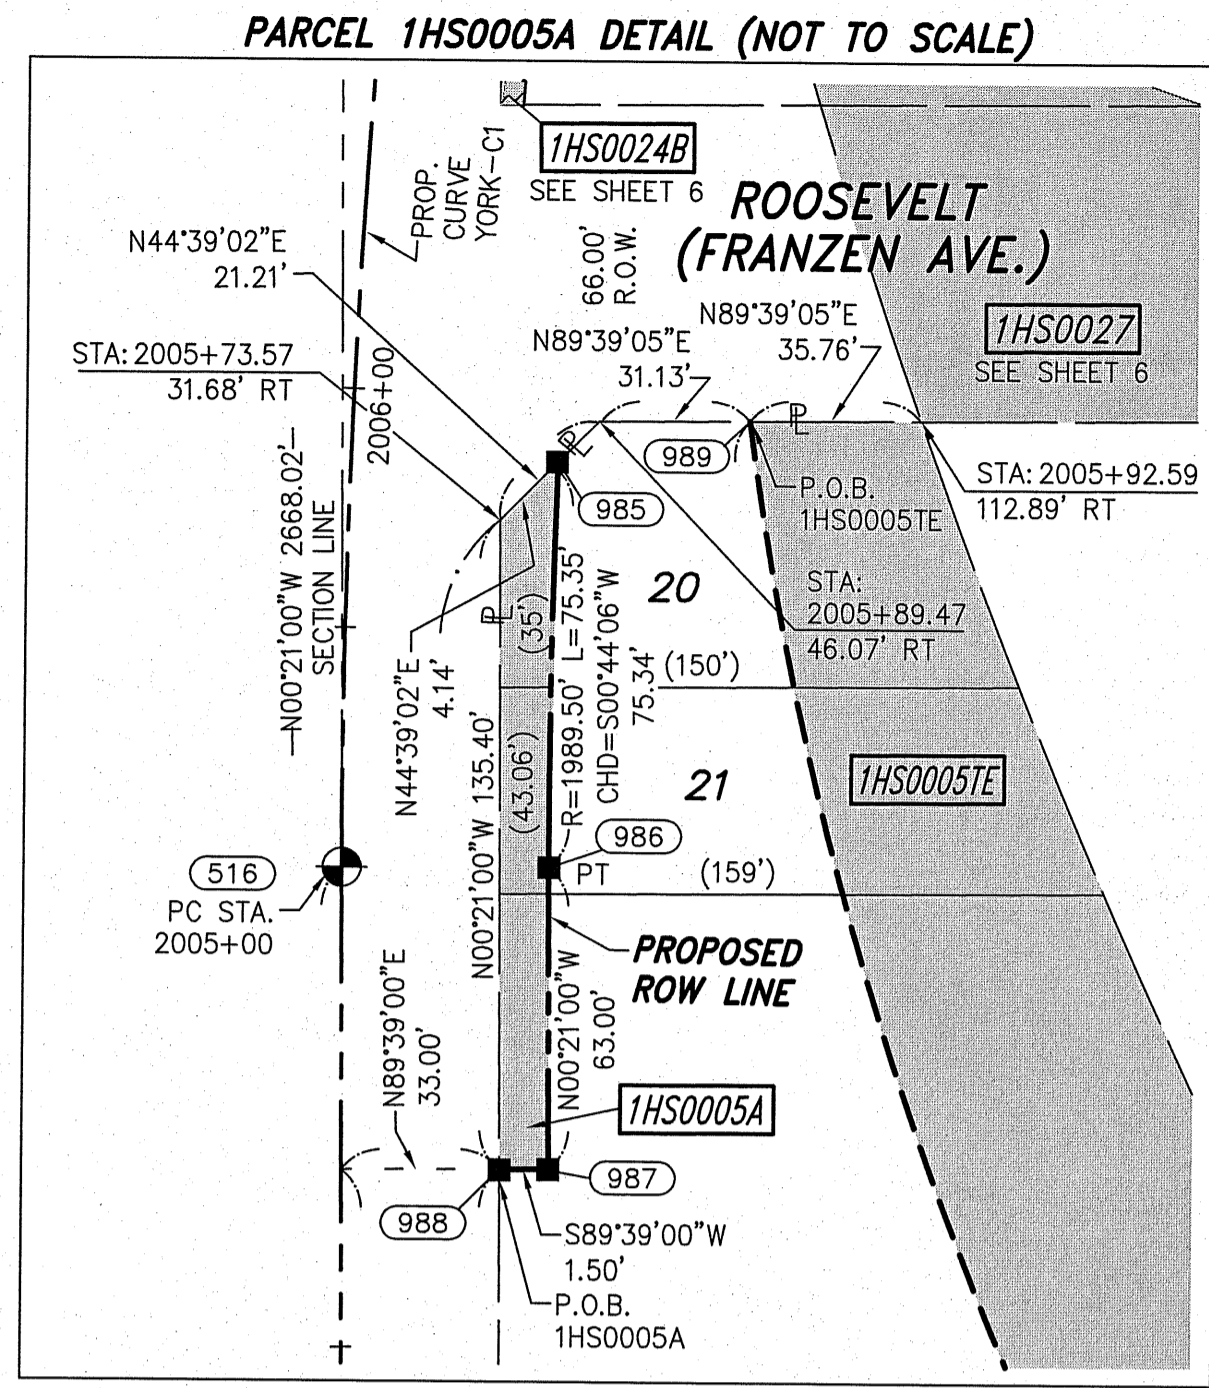 PARCEL 1HS0005A DETAIL (NOT TO SCALE)
1HS0024B
SEE SHEET 6
PROP.
CURVE
YORK-C1
ROOSEVELT
(FRANZEN AVE.)
66.00'
R.O.W.
N44°39'02"E
21.21'
STA: 2005+73.57
31.68' RT
2006+00
N89°39'05"E
31.13'
N89°39'05"E
35.76'
1HS0027
SEE SHEET 6
PL
PL
989
985
P.O.B.
1HS0005TE
STA: 2005+92.59
112.89' RT
N00°21'00"W 2668.02'
SECTION LINE
20
STA:
2005+89.47
46.07' RT
PL
(35')
(150')
N44°39'02"E
4.14'
R=1989.50' L=75.35'
CHD=S00°44'06"W
75.34'
N00°21'00"W 135.40'
(43.06')
21
1HS0005TE
986
PT
(159')
516
PC STA.
2005+00
PROPOSED
ROW LINE
N89°39'00"E
33.00'
N00°21'00"W
63.00'
1HS0005A
987
988
S89°39'00"W
1.50'
P.O.B.
1HS0005A